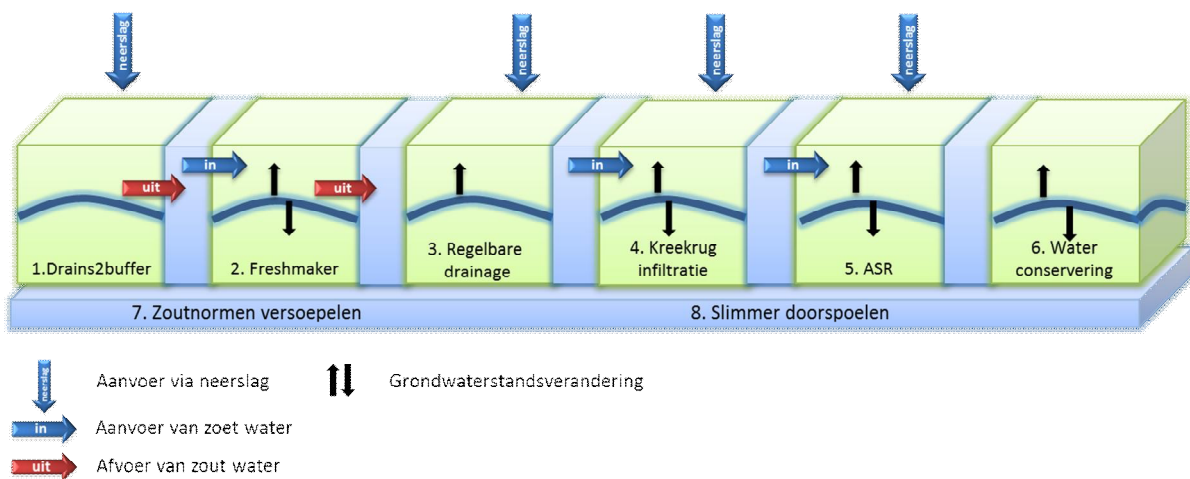 neerslag
neerslag
neerslag
neerslag
in
in
in
uit
uit
1.Drains2buffer
2. Freshmaker
3. Regelbare
drainage
4. Kreekrug
infiltratie
5. ASR
6. Water
conservering
7. Zoutnormen versoepelen
8. Slimmer doorspoelen
neerslag
Aanvoer via neerslag
Grondwaterstandsverandering
in
Aanvoer van zoet water
uit
Afvoer van zout water